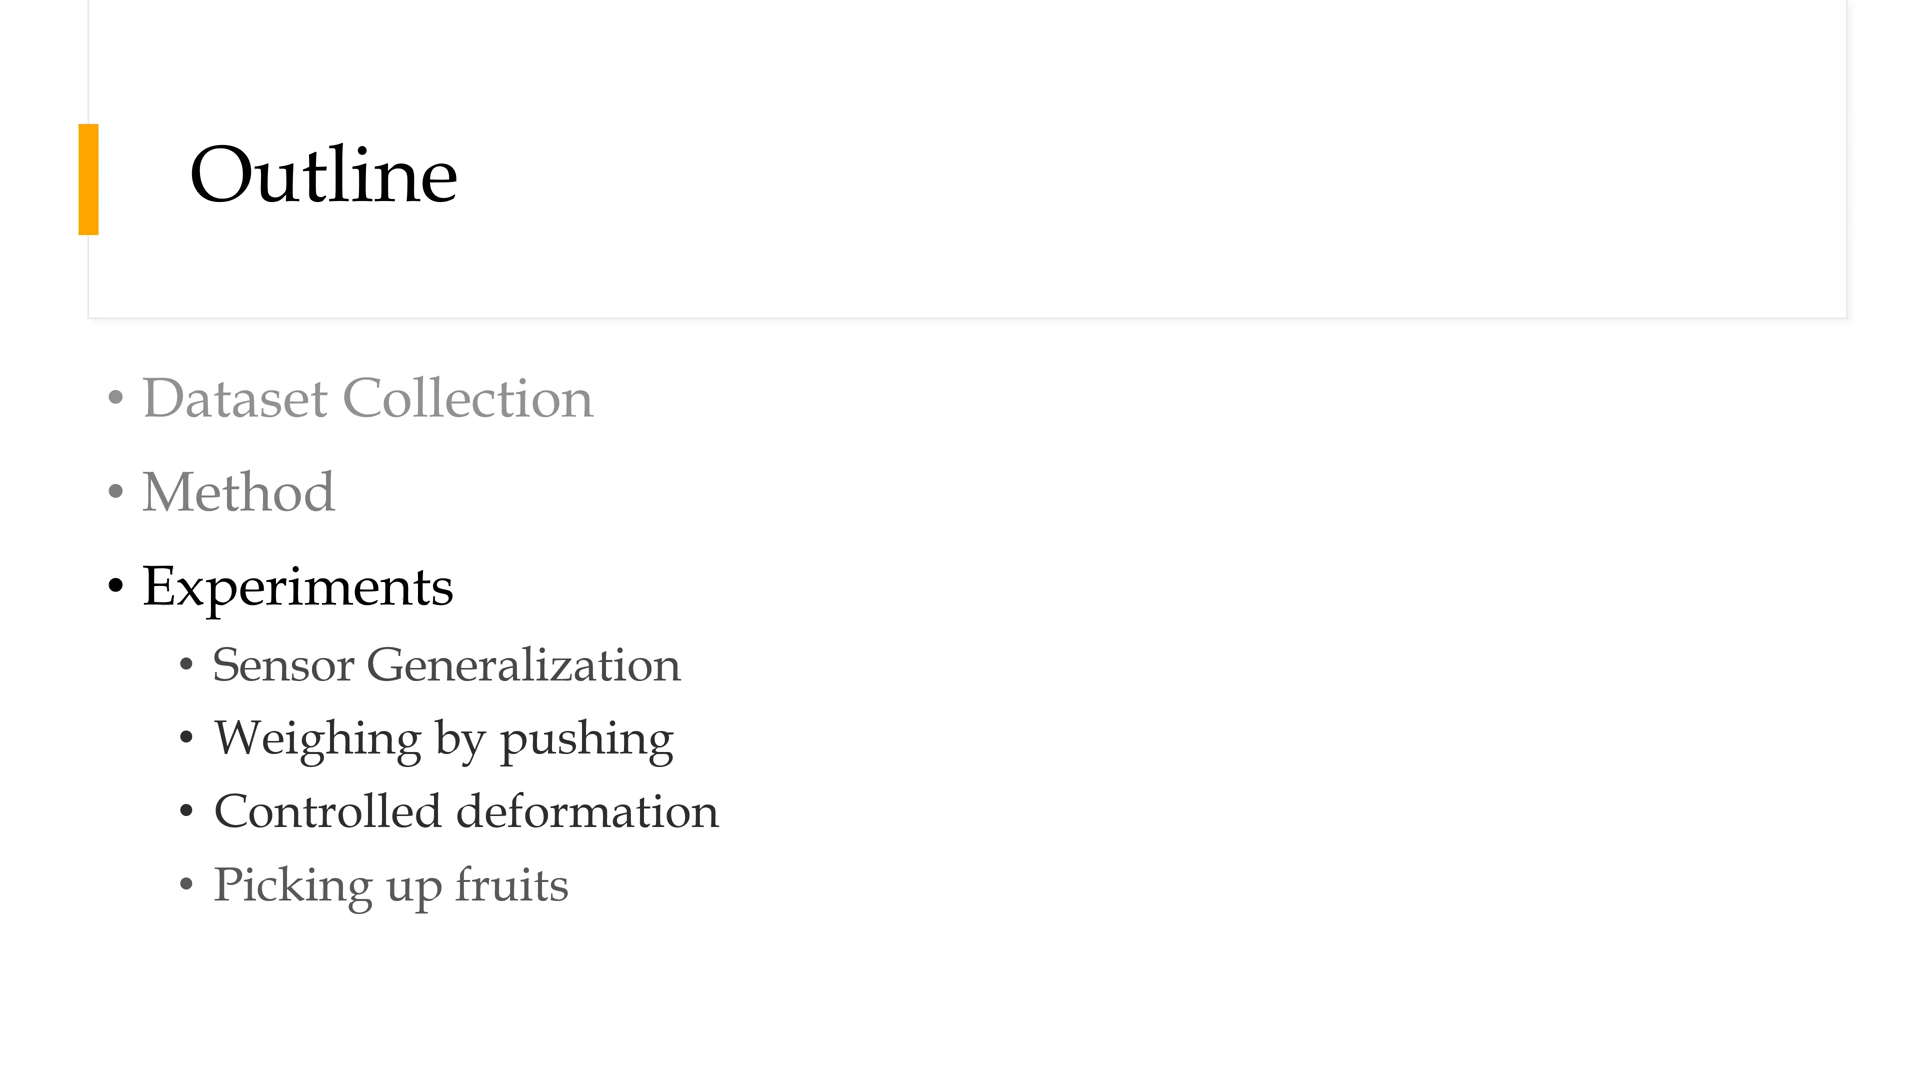 Outline
• Dataset Collection
• Method
• Experiments
• Sensor Generalization
• Weighing by pushing
• Controlled deformation
• Picking up fruits